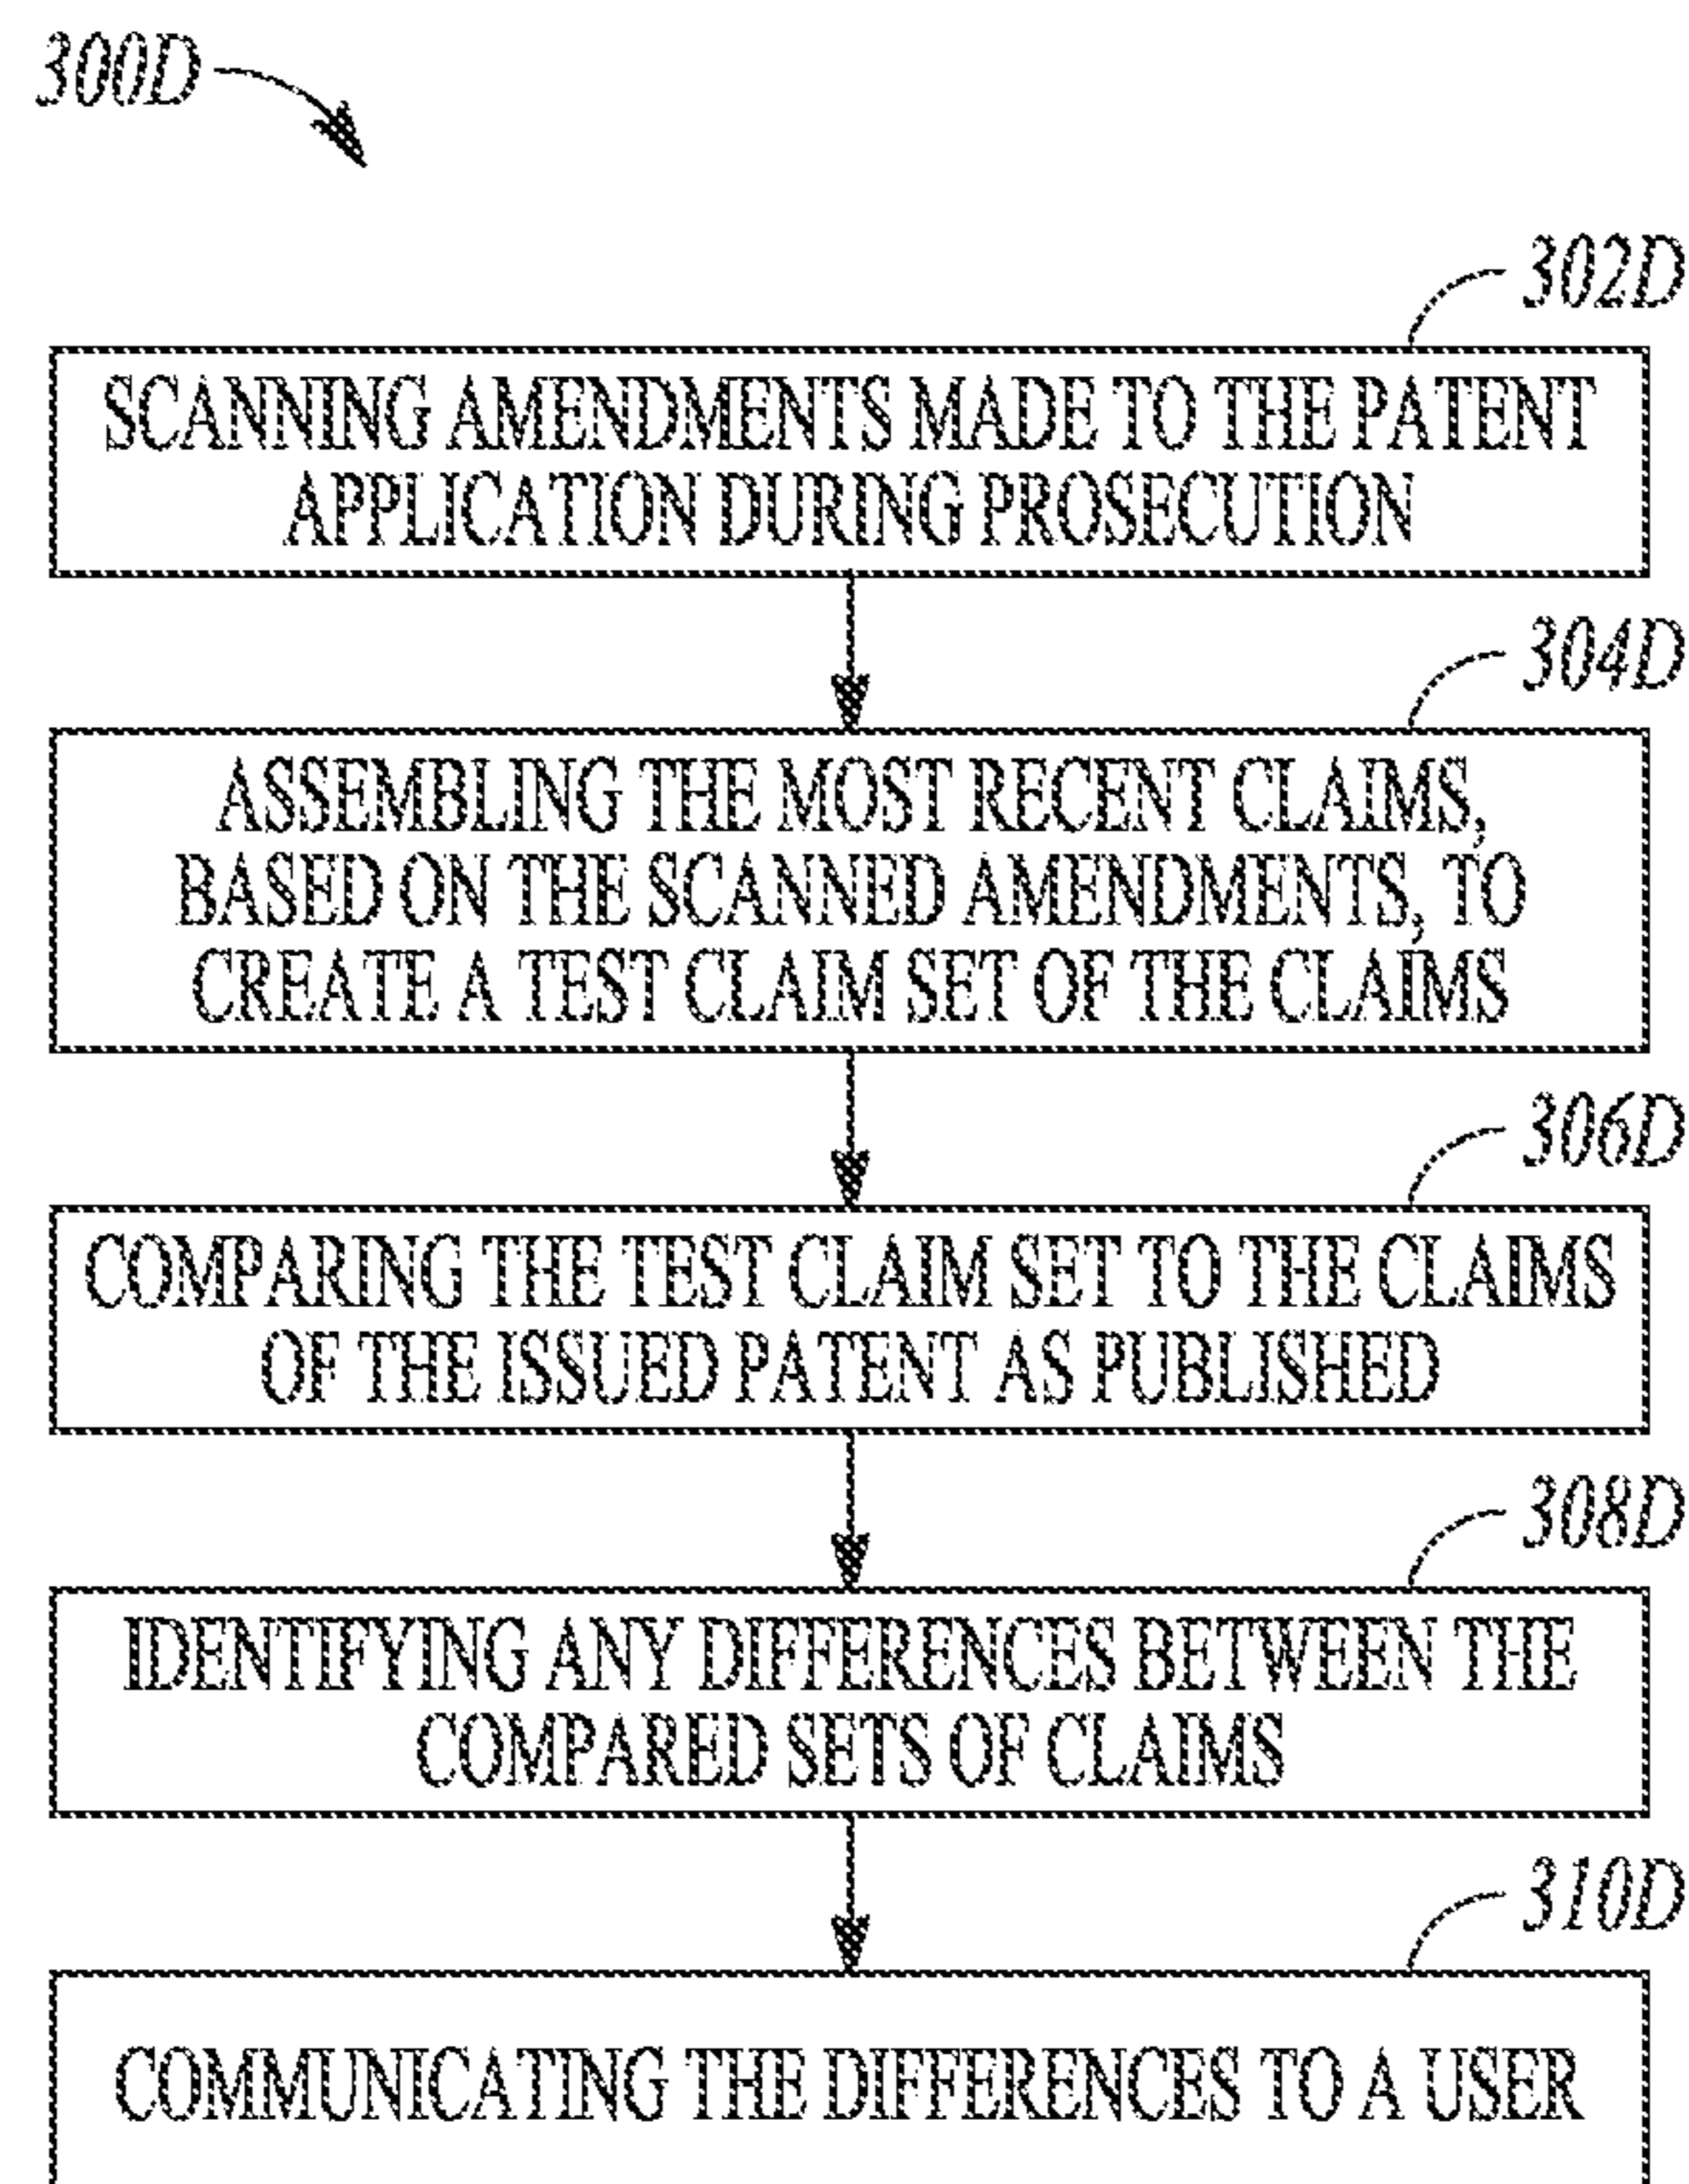 300D
302D
SCANNING AMENDMENTS MADE TO THE PATENT
APPLICATION DURING PROSECUTION
304D
ASSEMBLING THE MOST RECENT CLAIMS,
BASED ON THE SCANNED AMENDMENTS, TO
CREATE A TEST CLAIM SET OF THE CLAIMS
306D
COMPARING THE TEST CLAIM SET TO THE CLAIMS
OF THE ISSUED PATENT AS PUBLISHED
308D
IDENTIFYING ANY DIFFERENCES BETWEEN THE
COMPARED SETS OF CLAIMS
310D
COMMUNICATING THE DIFFERENCES TO A USER